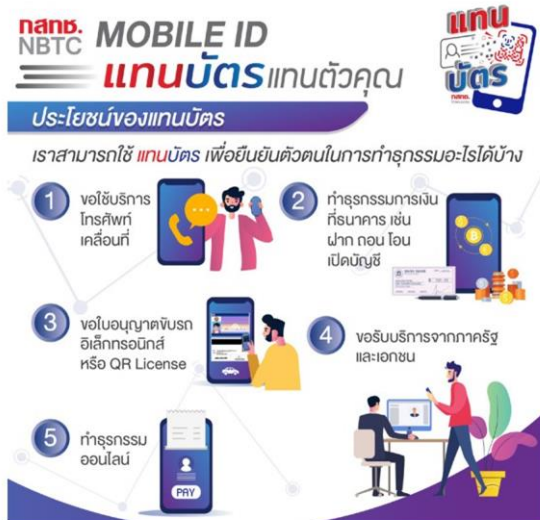 กสทช.
NBTC
MOBILE ID
แทนบัตร แทนตัวคุณ
แทน
บัตร
กสทช.
ประโยชน์ของแทนบัตร
เราสามารถใช้ แทนบัตร เพื่อยืนยันตัวตนในการทำธุรกรรมอะไรได้บ้าง
1
ขอใช้บริการ
โทรศัพท์
เคลื่อนที่
2
ทำธุรกรรมการเงิน
ที่ธนาคาร เช่น
ฝาก ถอน โอน
เปิดบัญชี
3
ขอใบอนุญาตขับรถ
อิเล็กทรอนิกส์
หรือ QR License
4
ขอรับบริการจากภาครัฐ
และเอกชน
5
ทำธุรกรรม
ออนไลน์
PAY